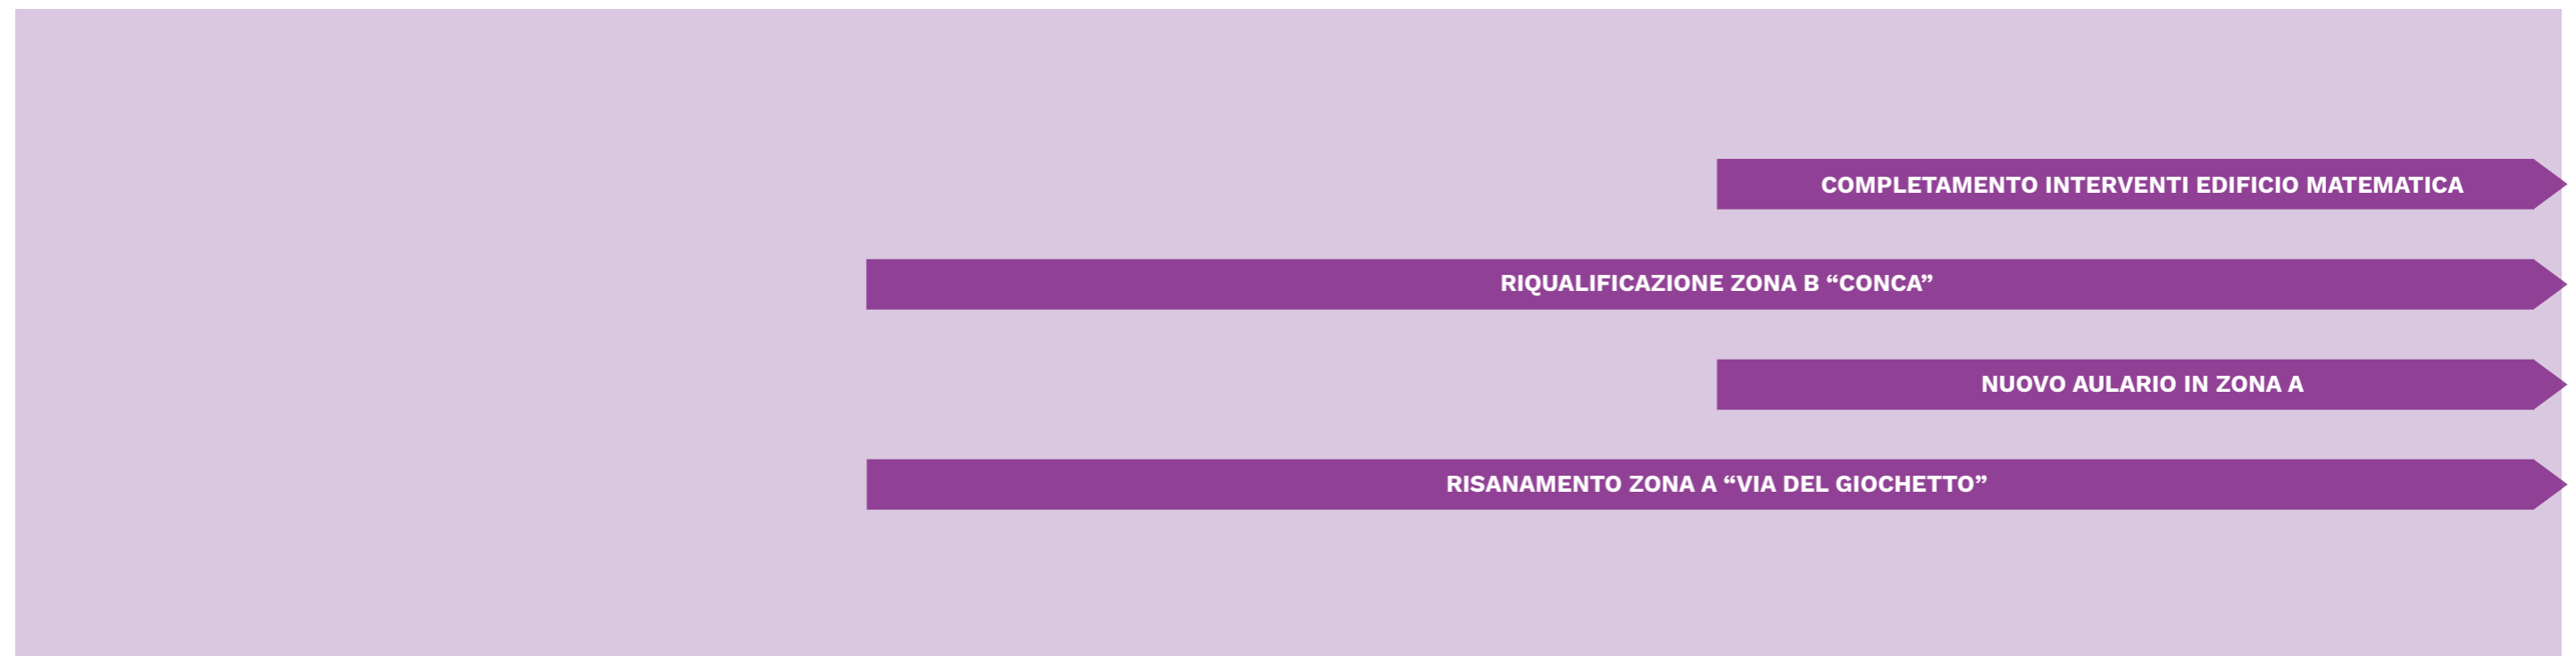 COMPLETAMENTO INTERVENTI EDIFICIO MATEMATICA
RIQUALIFICAZIONE ZONA B “CONCA”
NUOVO AULARIO IN ZONA A
RISANAMENTO ZONA A “VIA DEL GIOCHETTO”